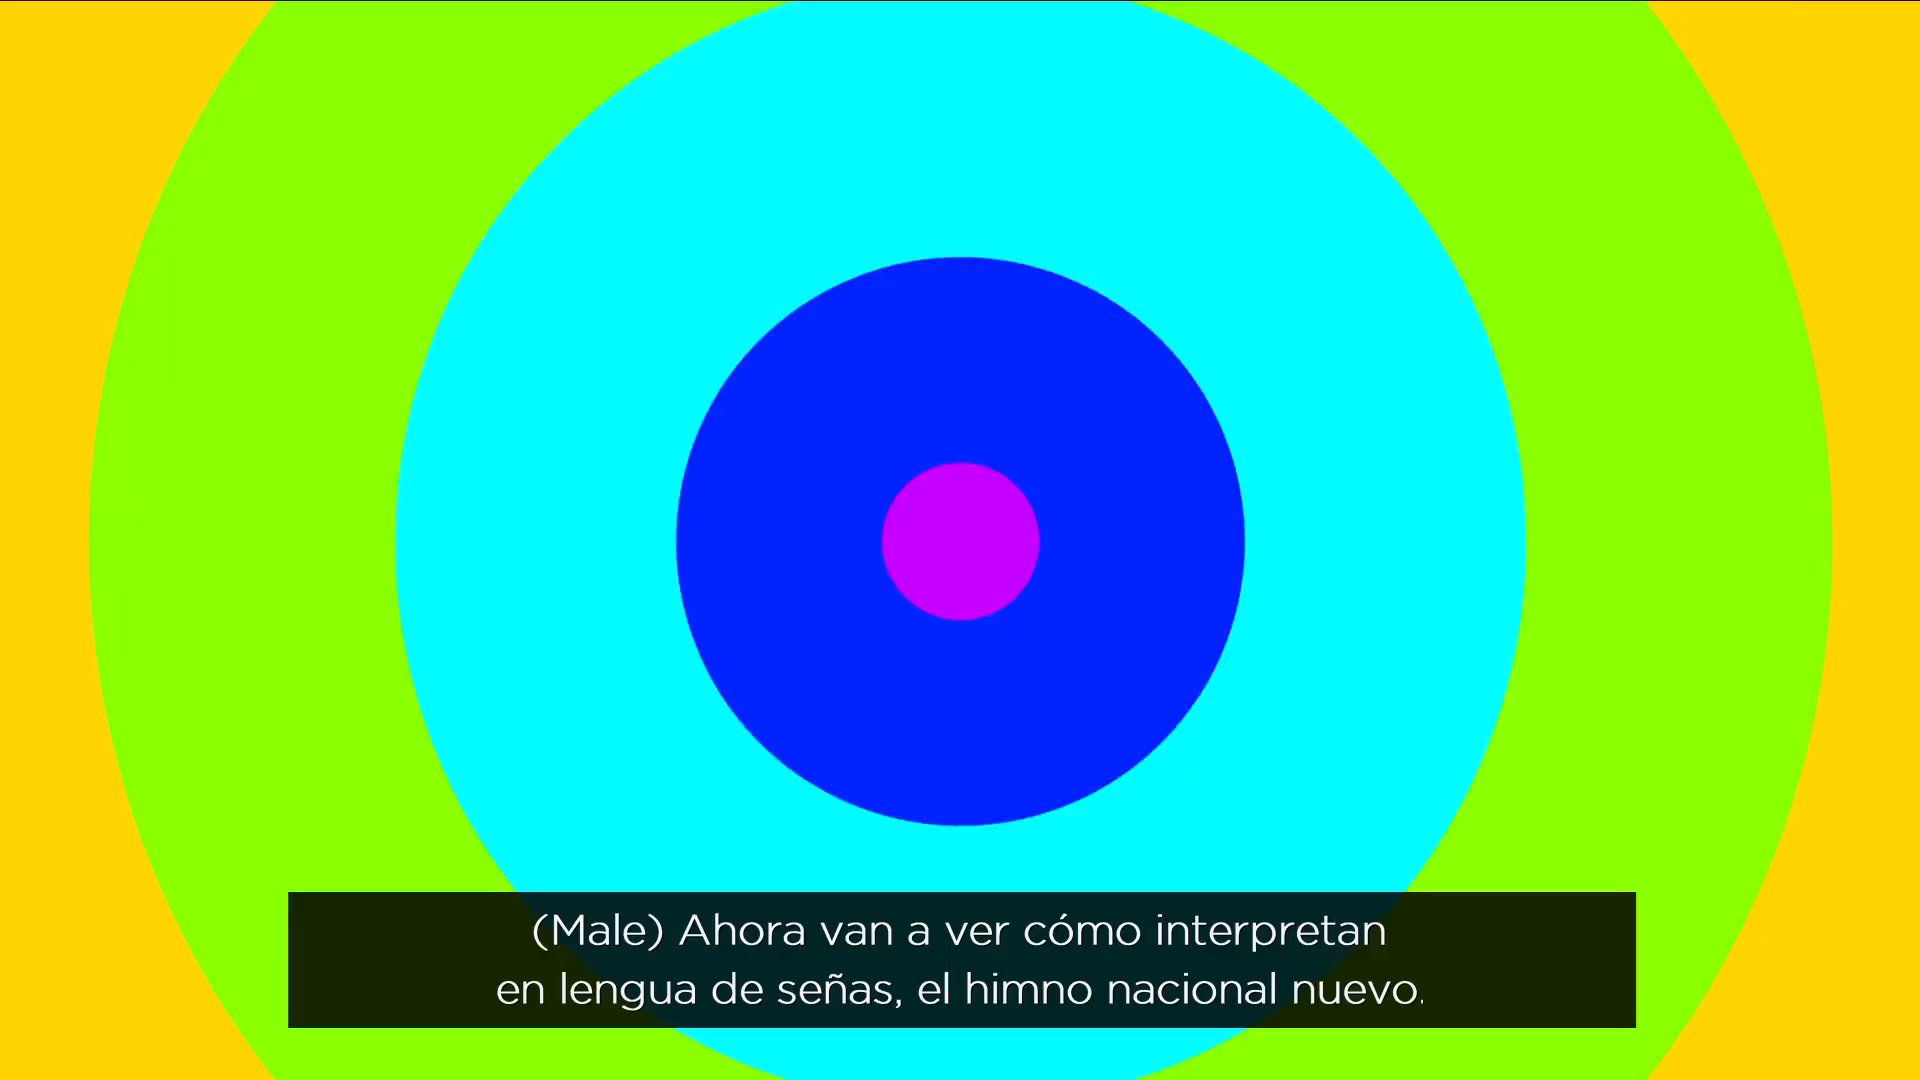 (Male) Ahora van a ver cómo interpretan
en lengua de señas, el himno nacional nuevo.